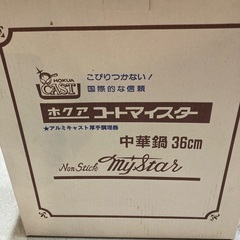 HOKUA
CAST
こびりつかない！
国際的な信頼
ホクア コートマイスター
★アルミキャスト厚手調理器
中華鍋 36cm
Non Stick myStar